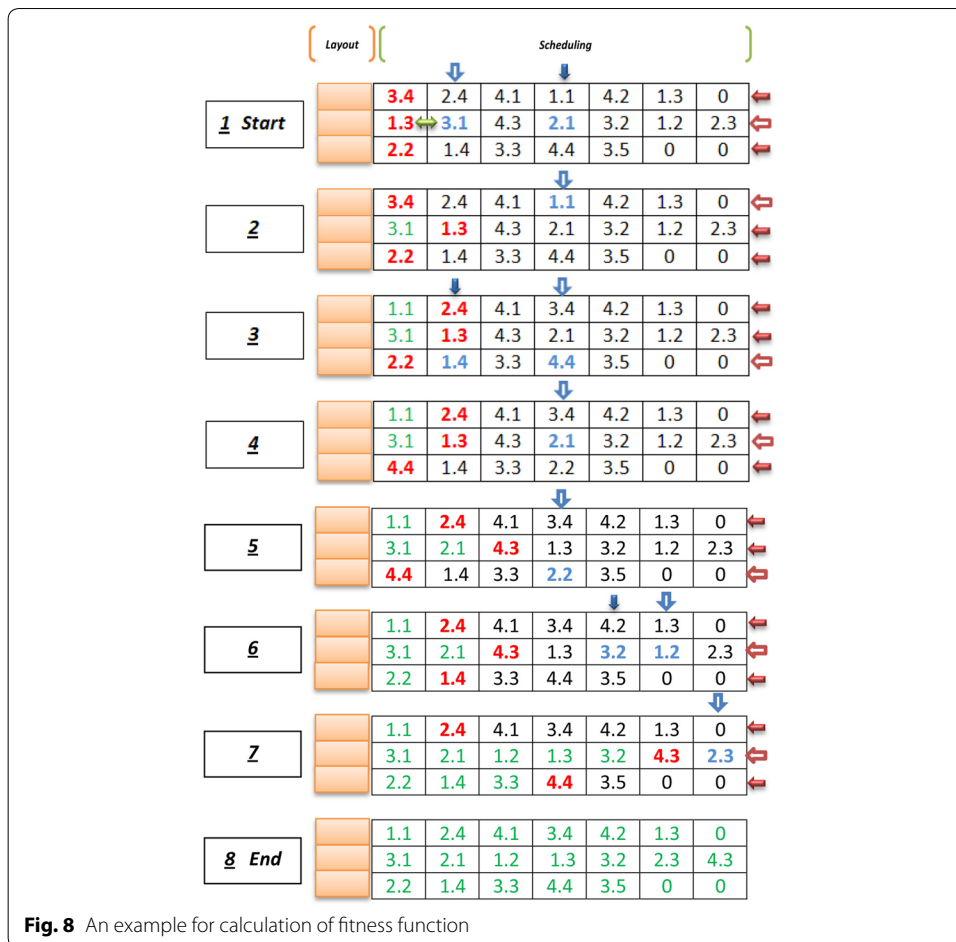 Layout Scheduling
3.4 2.4 4.1 1.1 4.2 1.3 0
1 Start 1.3 3.1 4.3 2.1 3.2 1.2 2.3
2.2 1.4 3.3 4.4 3.5 0 0
3.4 2.4 4.1 1.1 4.2 1.3 0
2 3.1 1.3 4.3 2.1 3.2 1.2 2.3
2.2 1.4 3.3 4.4 3.5 0 0
1.1 2.4 4.1 3.4 4.2 1.3 0
3 3.1 1.3 4.3 2.1 3.2 1.2 2.3
2.2 1.4 3.3 4.4 3.5 0 0
1.1 2.4 4.1 3.4 4.2 1.3 0
4 3.1 1.3 4.3 2.1 3.2 1.2 2.3
4.4 1.4 3.3 2.2 3.5 0 0
1.1 2.4 4.1 3.4 4.2 1.3 0
5 3.1 2.1 4.3 1.3 3.2 1.2 2.3
4.4 1.4 3.3 2.2 3.5 0 0
1.1 2.4 4.1 3.4 4.2 1.3 0
6 3.1 2.1 4.3 1.3 3.2 1.2 2.3
2.2 1.4 3.3 4.4 3.5 0 0
1.1 2.4 4.1 3.4 4.2 1.3 0
7 3.1 2.1 1.2 1.3 3.2 4.3 2.3
2.2 1.4 3.3 4.4 3.5 0 0
1.1 2.4 4.1 3.4 4.2 1.3 0
8 End 3.1 2.1 1.2 1.3 3.2 2.3 4.3
2.2 1.4 3.3 4.4 3.5 0 0
Fig. 8 An example for calculation of fitness function